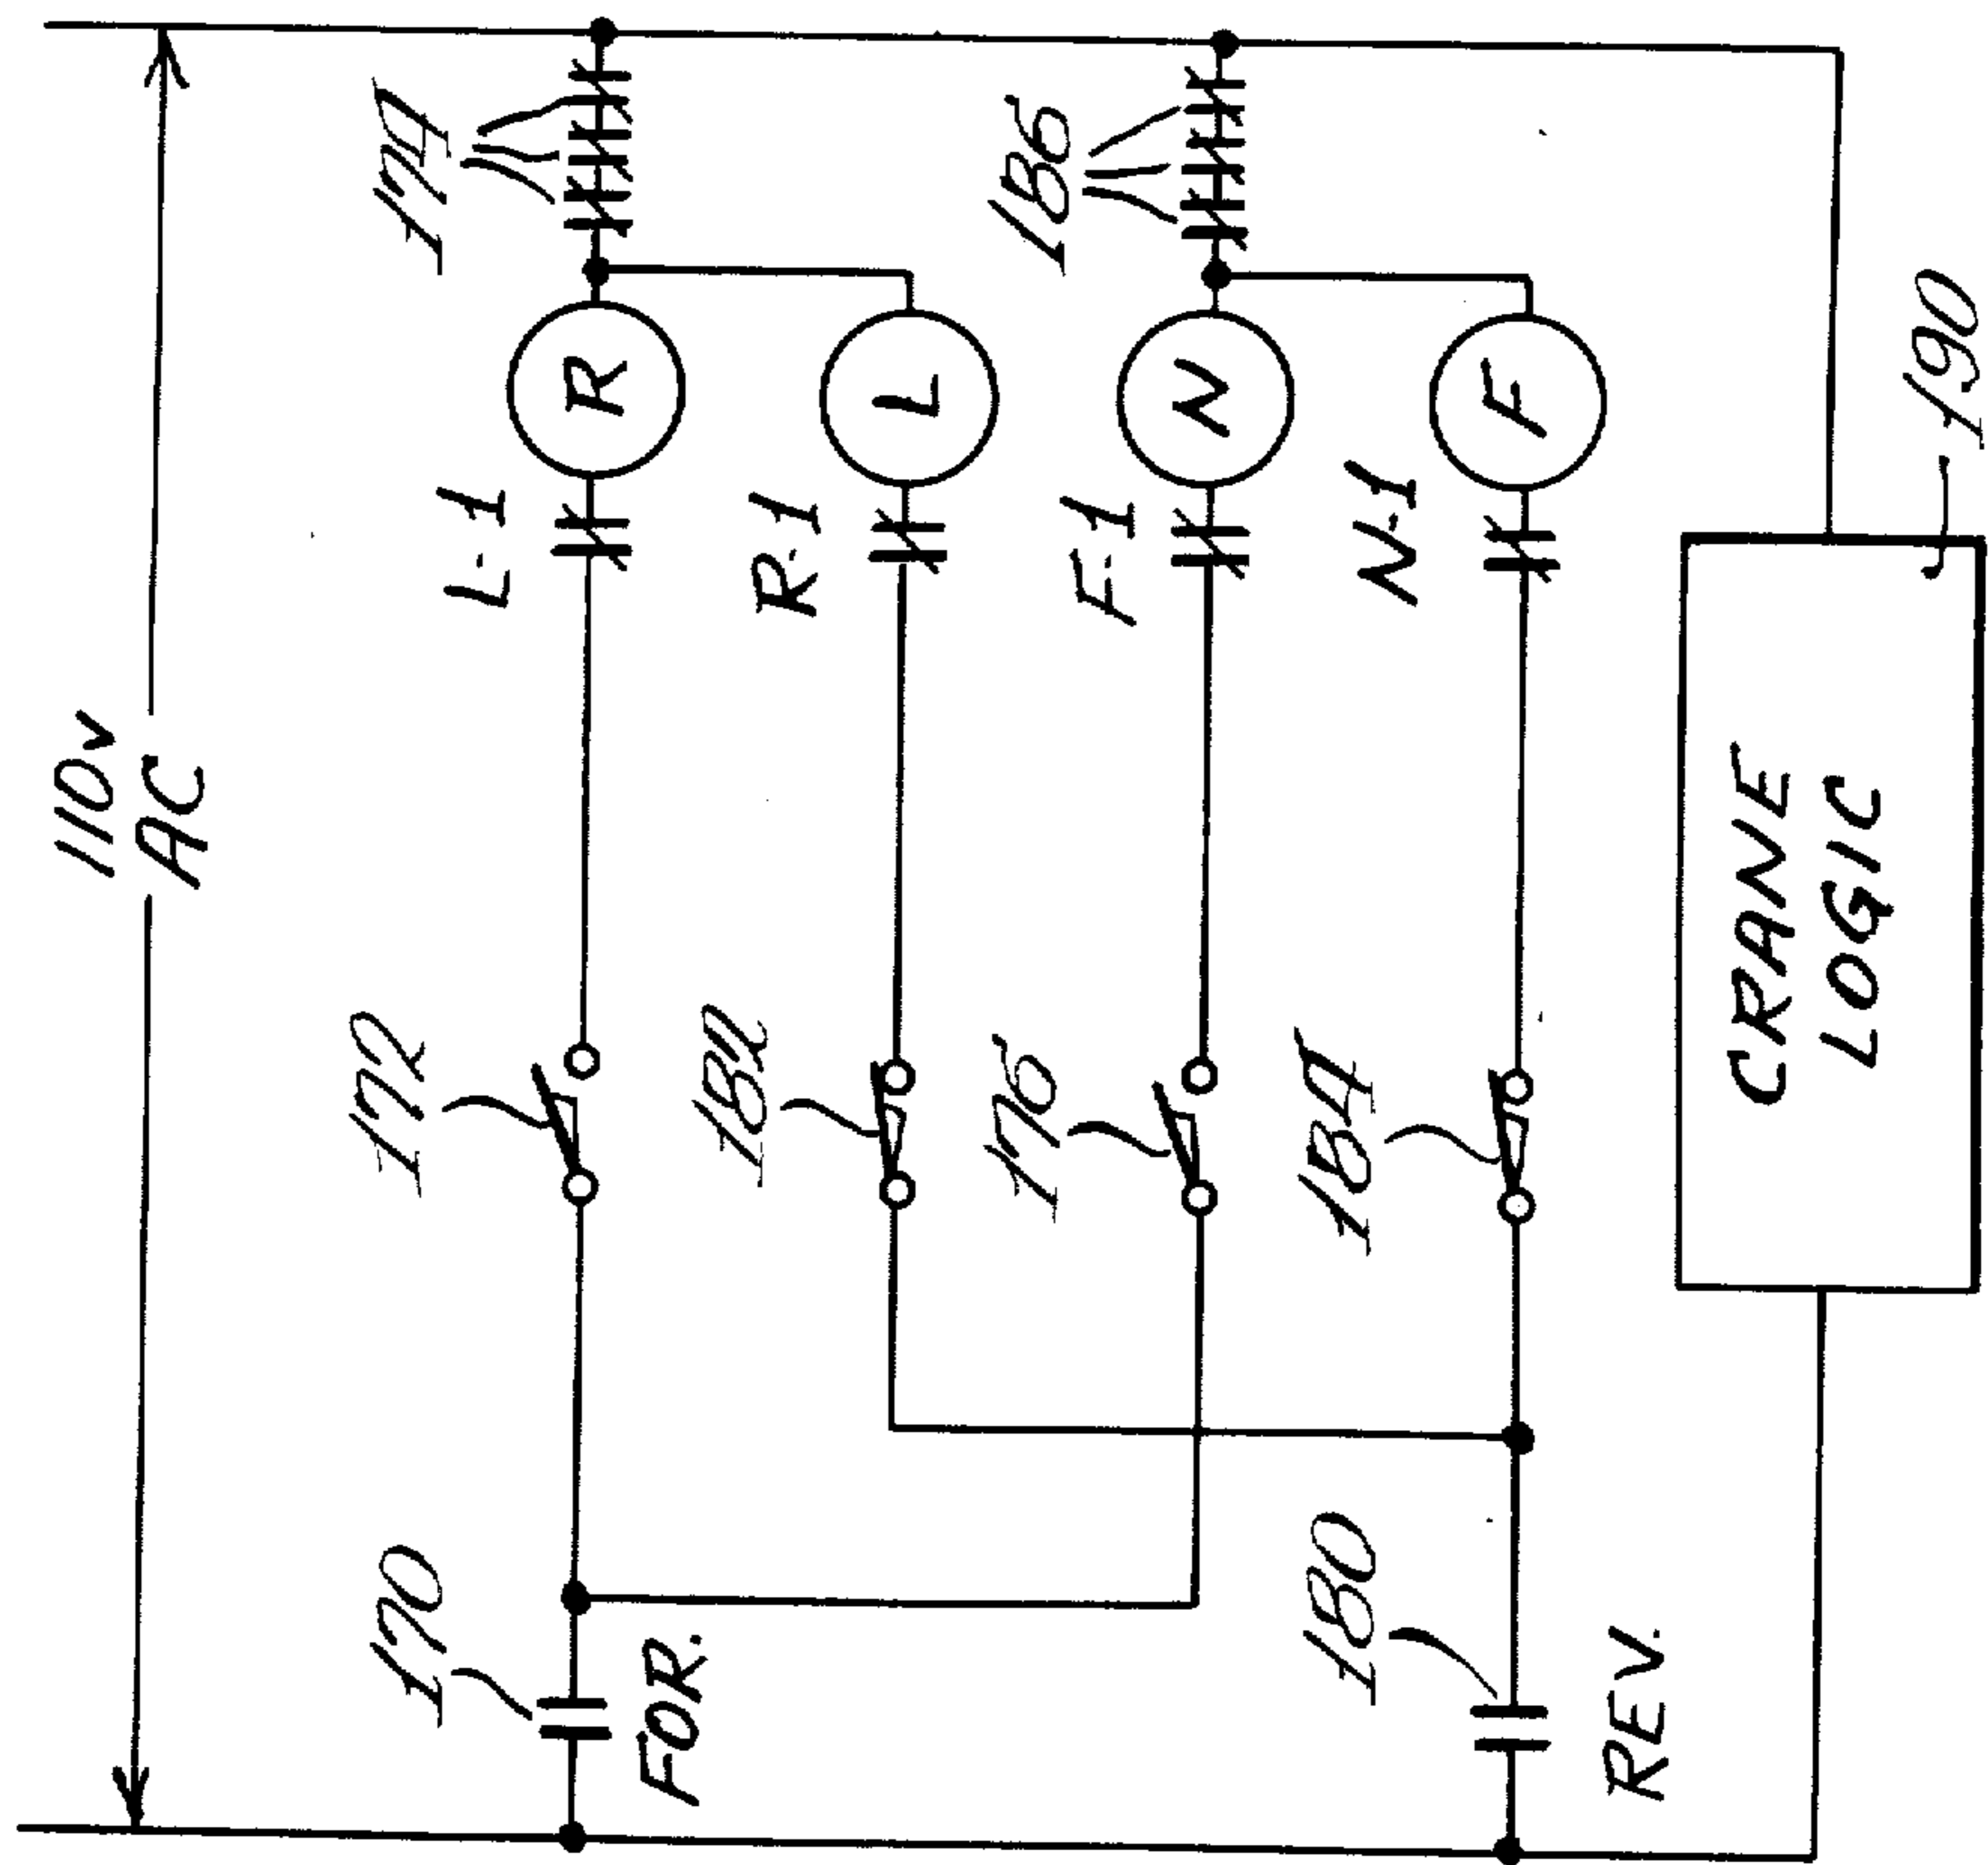 110v
AC
170
FOR.
172
L-1
R
174
182
R-1
L
176
F-1
N
186
180
REV.
184
N-1
F
CRANE
LOGIC
190